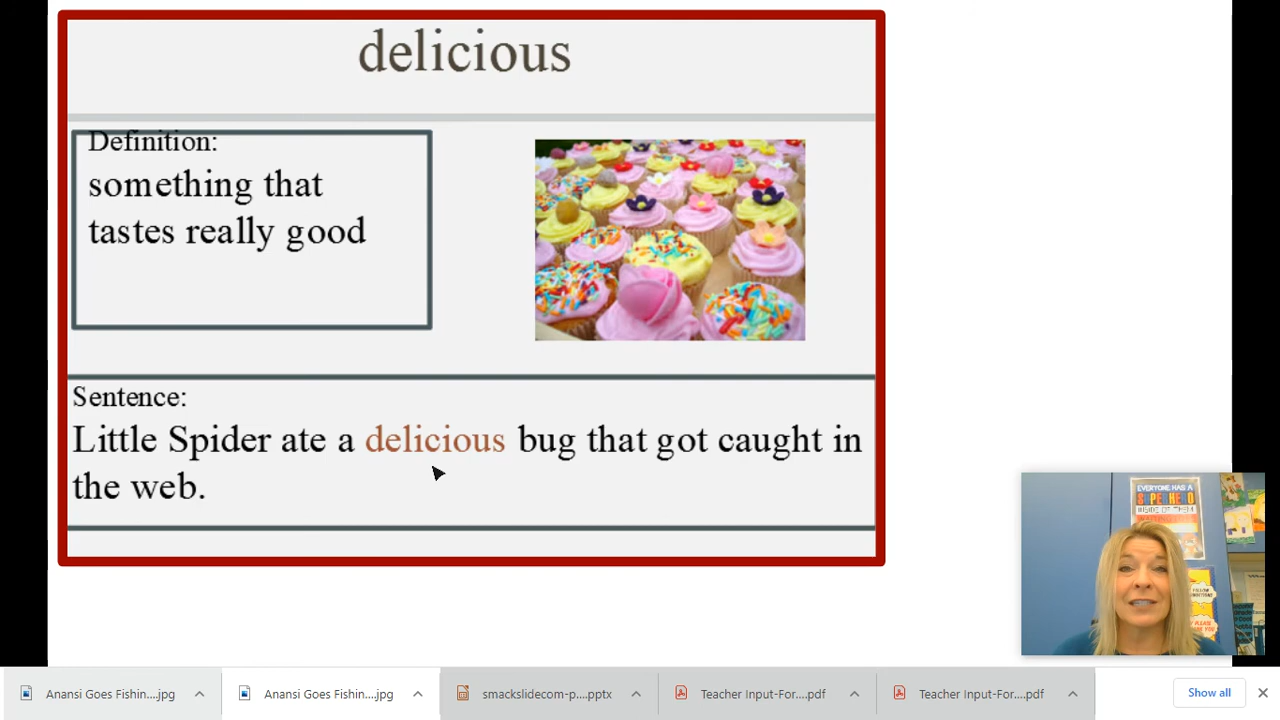 delicious
Definition:
something that
tastes really good
Sentence:
Little Spider ate a delicious bug that got caught in
the web.
EVERYONE HAS A
SUPERHERO
INSIDE OF THEM
Anansi Goes Fishin....jpg
Anansi Goes Fishin....jpg
smackslidecom-p....pptx
Teacher Input-For....pdf
Teacher Input-For....pdf
Show all